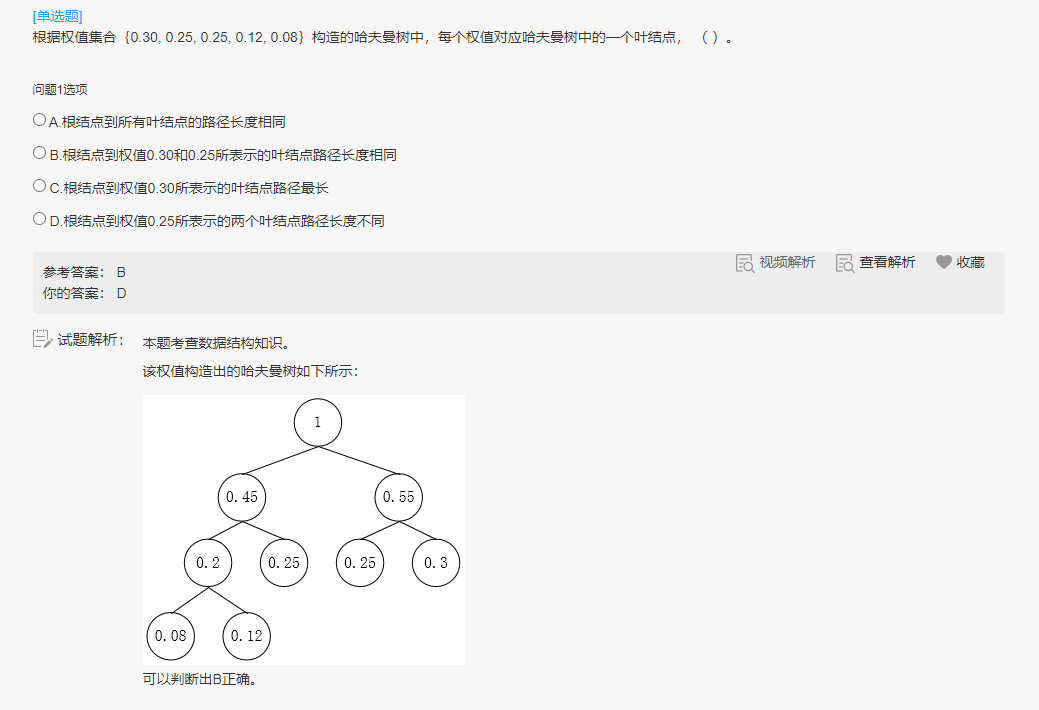 [单选题]
根据权值集合｛0.30, 0.25, 0.25, 0.12, 0.08｝构造的哈夫曼树中，每个权值对应哈夫曼树中的一个叶结点， （ ）。
问题1选项
A.根结点到所有叶结点的路径长度相同
B.根结点到权值0.30和0.25所表示的叶结点路径长度相同
C.根结点到权值0.30所表示的叶结点路径最长
D.根结点到权值0.25所表示的两个叶结点路径长度不同
视频解析 查看解析 收藏
参考答案： B
你的答案： D
试题解析： 本题考查数据结构知识。
该权值构造出的哈夫曼树如下所示：
1
0.45 0.55
0.2 0.25 0.25 0.3
0.08 0.12
可以判断出B正确。